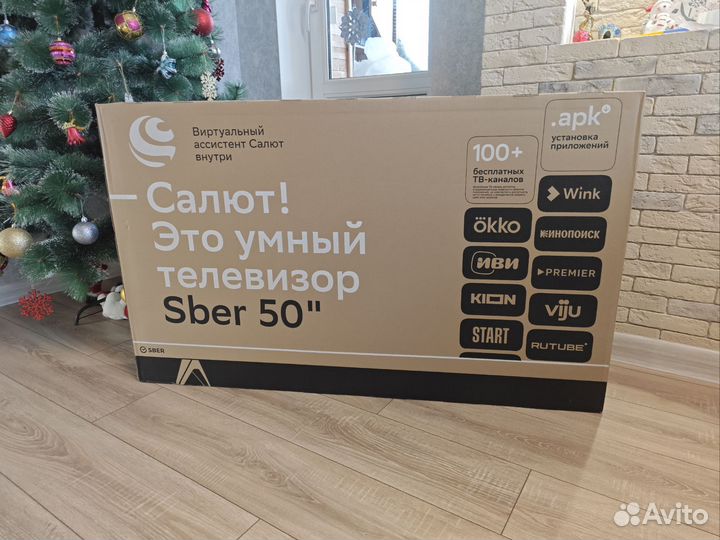 Виртуальный
ассистент Салют
внутри
— Салют!
Это умный
телевизор
Sber 50"
SBER
100+
бесплатных
ТВ-каналов
.apk
установка
приложений
Wink
ökko
КИНОПОИСК
иви
PREMIER
KION
viju
START
RUTUBE
Avito